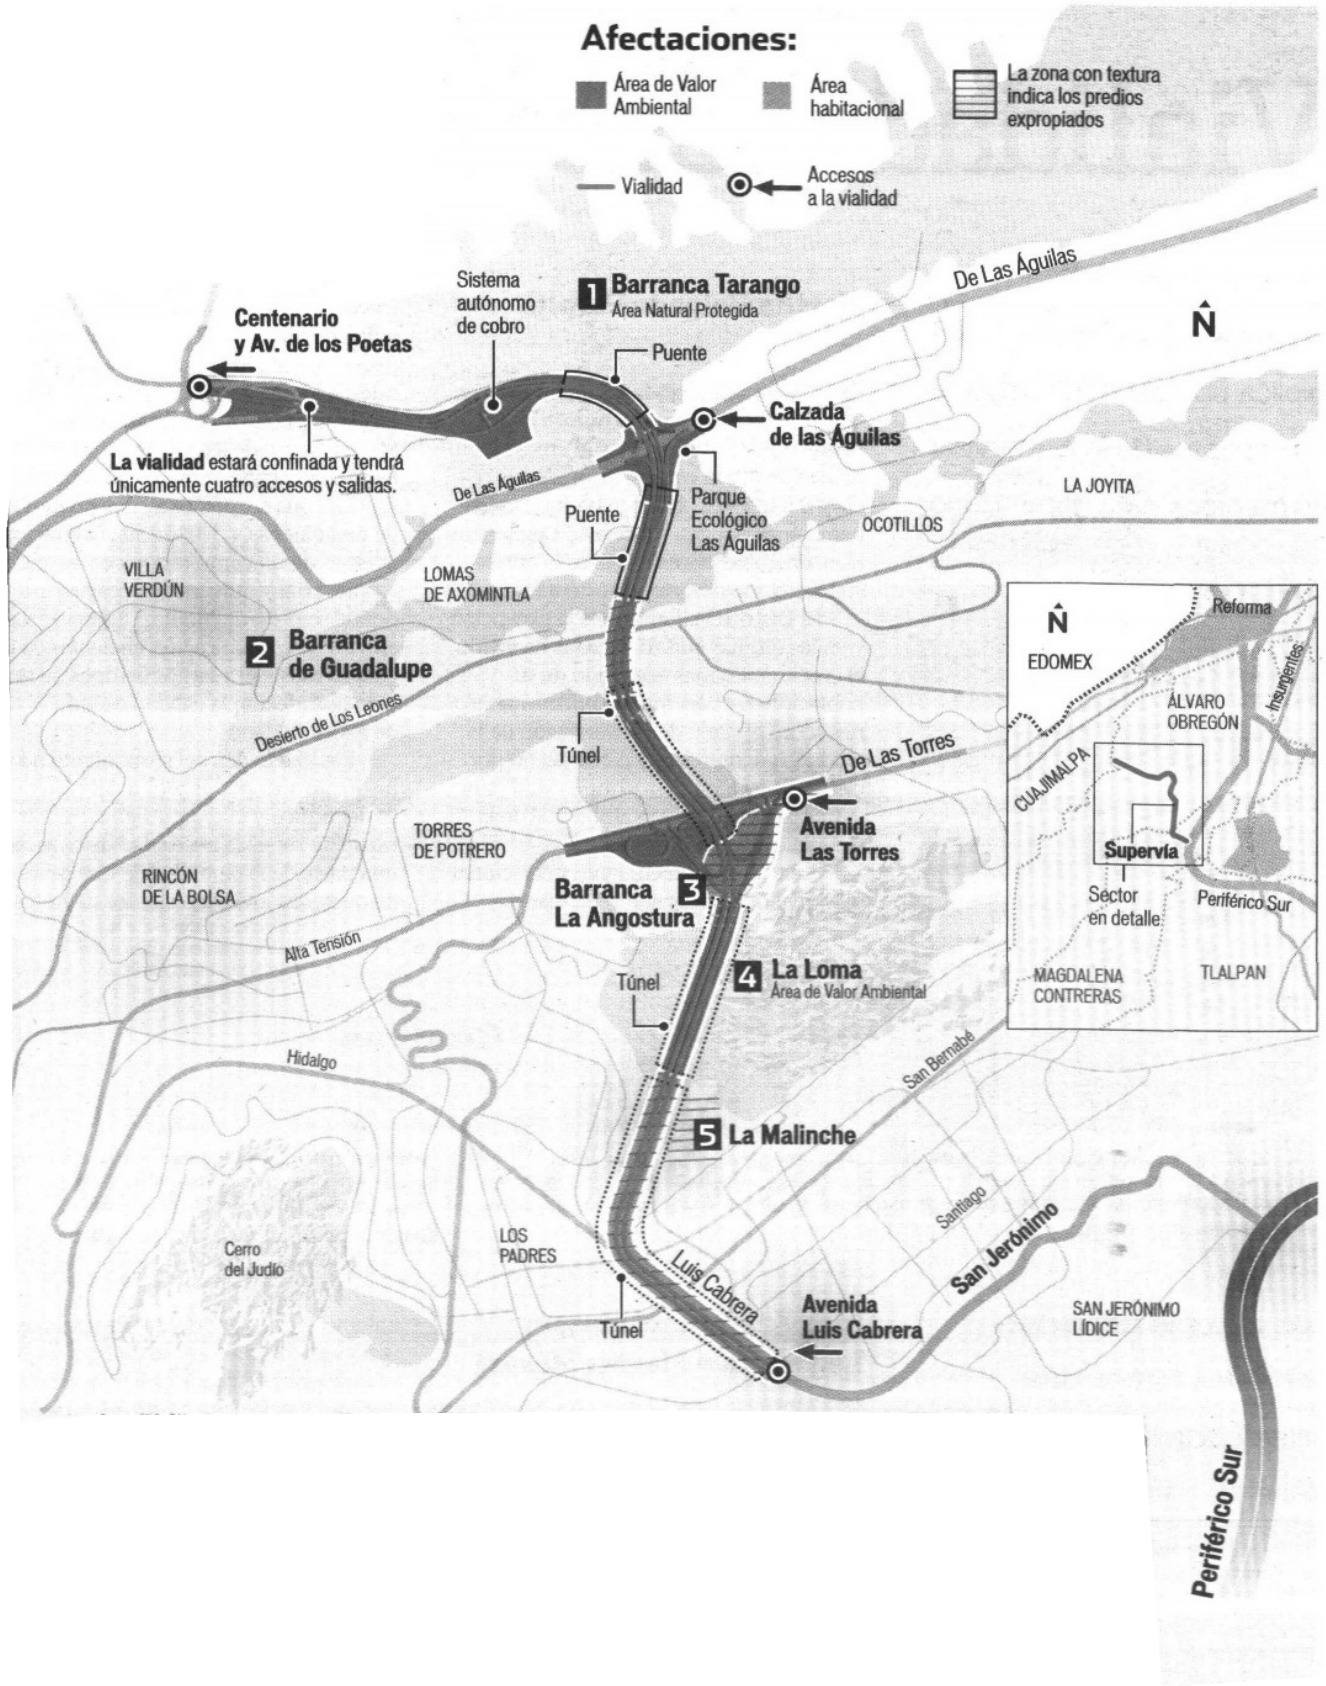 Afectaciones:
Área de Valor
Ambiental
Área
habitacional
La zona con textura
indica los predios
expropiados
Vialidad
Accesos
a la vialidad
De Las Águilas
N
Sistema
autónomo
de cobro
1 Barranca Tarango
Área Natural Protegida
Centenario
y Av. de los Poetas
Puente
Calzada
de las Águilas
La vialidad estará confinada y tendrá
únicamente cuatro accesos y salidas.
De Las Águilas
Parque
Ecológico
Las Águilas
Puente
LA JOYITA
OCOTILLOS
VILLA
VERDÚN
LOMAS
DE AXOMINTLA
2 Barranca
de Guadalupe
Desierto de Los Leones
Túnel
De Las Torres
Avenida
Las Torres
TORRES
DE POTRERO
RINCÓN
DE LA BOLSA
Barranca 3
La Angostura
Alta Tensión
Túnel
4 La Loma
Área de Valor Ambiental
Hidalgo
San Bernabé
5 La Malinche
Santiago
San Jerónimo
LOS
PADRES
Cerro
del Judío
Luis Cabrera
Túnel
Avenida
Luis Cabrera
SAN JERÓNIMO
LÍDICE
Periférico Sur
N
Reforma
EDOMEX
Insurgentes
ÁLVARO
OBREGÓN
CUAJIMALPA
Supervía
Sector
en detalle
Periférico Sur
MAGDALENA
CONTRERAS
TLALPAN